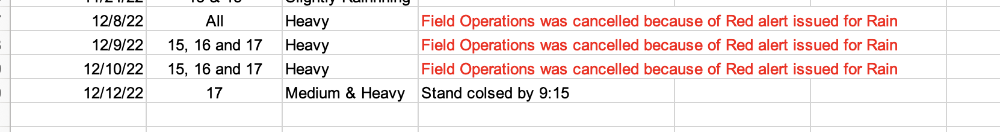 12/8/22 All Heavy Field Operations was cancelled because of Red alert issued for Rain
12/9/22 15, 16 and 17 Heavy Field Operations was cancelled because of Red alert issued for Rain
12/10/22 15, 16 and 17 Heavy Field Operations was cancelled because of Red alert issued for Rain
12/12/22 17 Medium & Heavy Stand colsed by 9:15